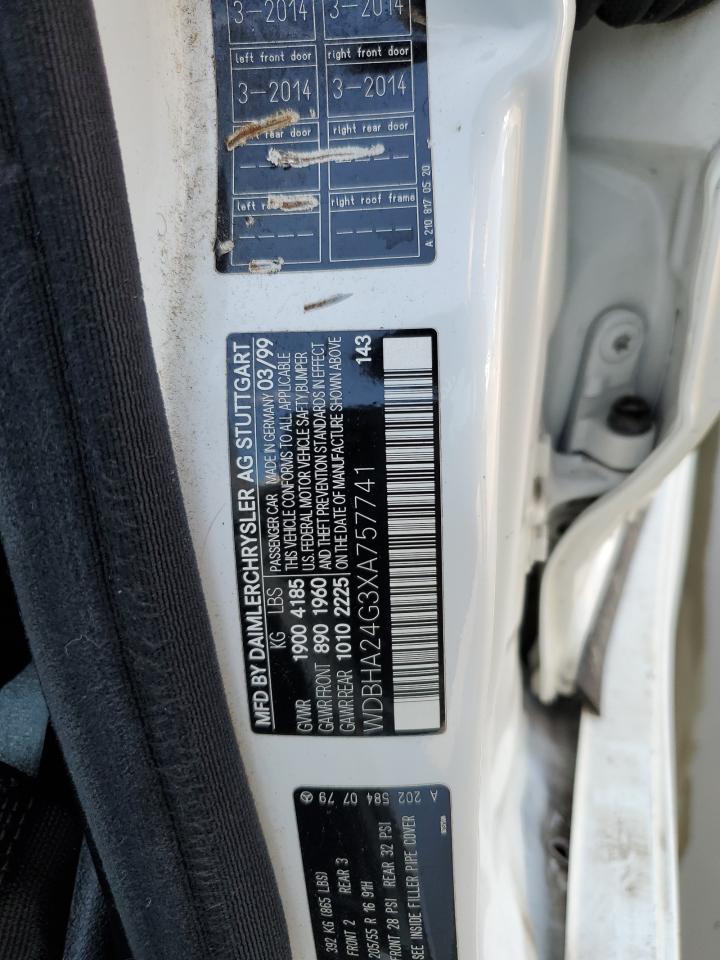 3-2014 3-2014
left front door right front door
3-2014 3-2014
rear door right rear door
left right roof frame
A 210 817 05 20
MFD BY DAIMLERCHRYSLER AG STUTTGART
KG LBS PASSENGER CAR MADE IN GERMANY 03/99
GVWR 1900 4185 THIS VEHICLE CONFORMS TO ALL APPLICABLE
U.S. FEDERAL MOTOR VEHICLE SAFTY BUMPER
GAWR FRONT 890 1960 AND THEFT PREVENTION STANDARDS IN EFFECT
GAWR REAR 1010 2225 ON THE DATE OF MANUFACTURE SHOWN ABOVE
WDBHA24G3XA757741 143
A 202 584 07 79
392 KG (865 LBS)
FRONT 2 REAR 3
205/55 R 16 91H
FRONT 28 PSI REAR 32 PSI
SEE INSIDE FILLER PIPE COVER